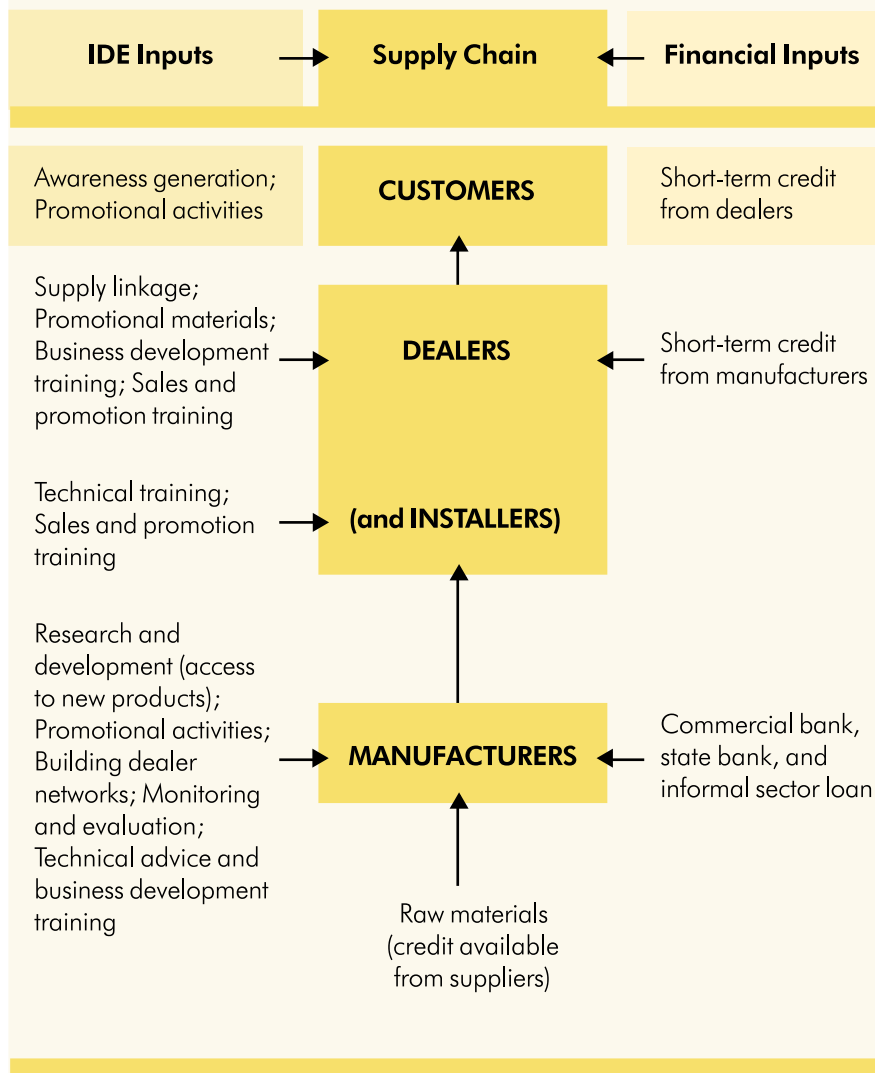 IDE Inputs
Supply Chain
Financial Inputs
Awareness generation;
Promotional activities
CUSTOMERS
Short-term credit
from dealers
Supply linkage;
Promotional materials;
Business development
training; Sales and
promotion training
DEALERS
Short-term credit
from manufacturers
Technical training;
Sales and promotion
training
(and INSTALLERS)
Research and
development (access
to new products);
Promotional activities;
Building dealer
networks; Monitoring
and evaluation;
Technical advice and
business development
training
MANUFACTURERS
Commercial bank,
state bank, and
informal sector loan
Raw materials
(credit available
from suppliers)